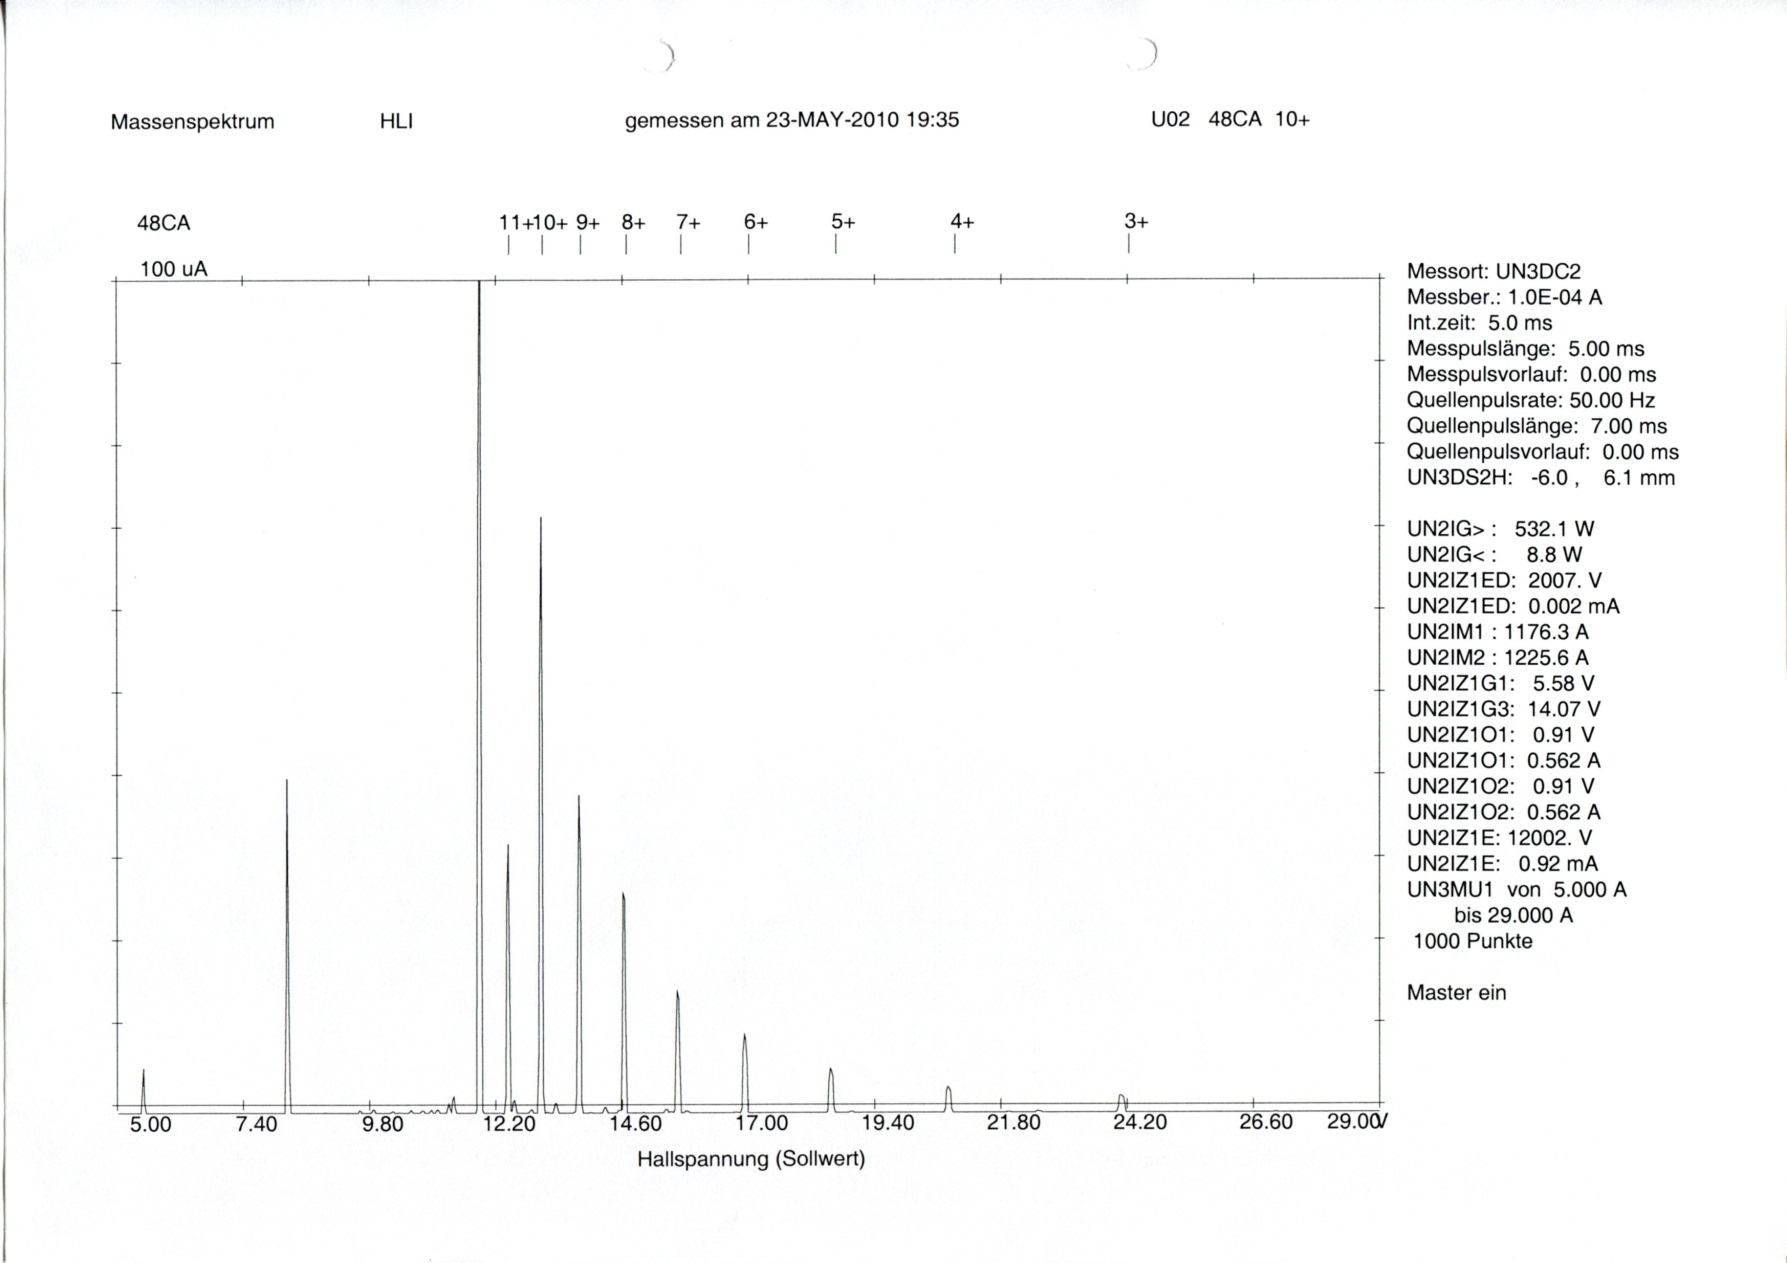 Massenspektrum HLI gemessen am 23-MAY-2010 19:35 U02 48CA 10+
48CA 11+10+ 9+ 8+ 7+ 6+ 5+ 4+ 3+
100 uA
Messort: UN3DC2
Messber.: 1.0E-04 A
Int.zeit: 5.0 ms
Messpulslänge: 5.00 ms
Messpulsvorlauf: 0.00 ms
Quellenpulsrate: 50.00 Hz
Quellenpulslänge: 7.00 ms
Quellenpulsvorlauf: 0.00 ms
UN3DS2H: -6.0 , 6.1 mm
UN2IG> : 532.1 W
UN2IG< : 8.8 W
UN2IZ1ED: 2007. V
UN2IZ1ED: 0.002 mA
UN2IM1 : 1176.3 A
UN2IM2 : 1225.6 A
UN2IZ1G1: 5.58 V
UN2IZ1G3: 14.07 V
UN2IZ1O1: 0.91 V
UN2IZ1O1: 0.562 A
UN2IZ1O2: 0.91 V
UN2IZ1O2: 0.562 A
UN2IZ1E: 12002. V
UN2IZ1E: 0.92 mA
UN3MU1 von 5.000 A
bis 29.000 A
1000 Punkte
Master ein
5.00 7.40 9.80 12.20 14.60 17.00 19.40 21.80 24.20 26.60 29.00V
Hallspannung (Sollwert)